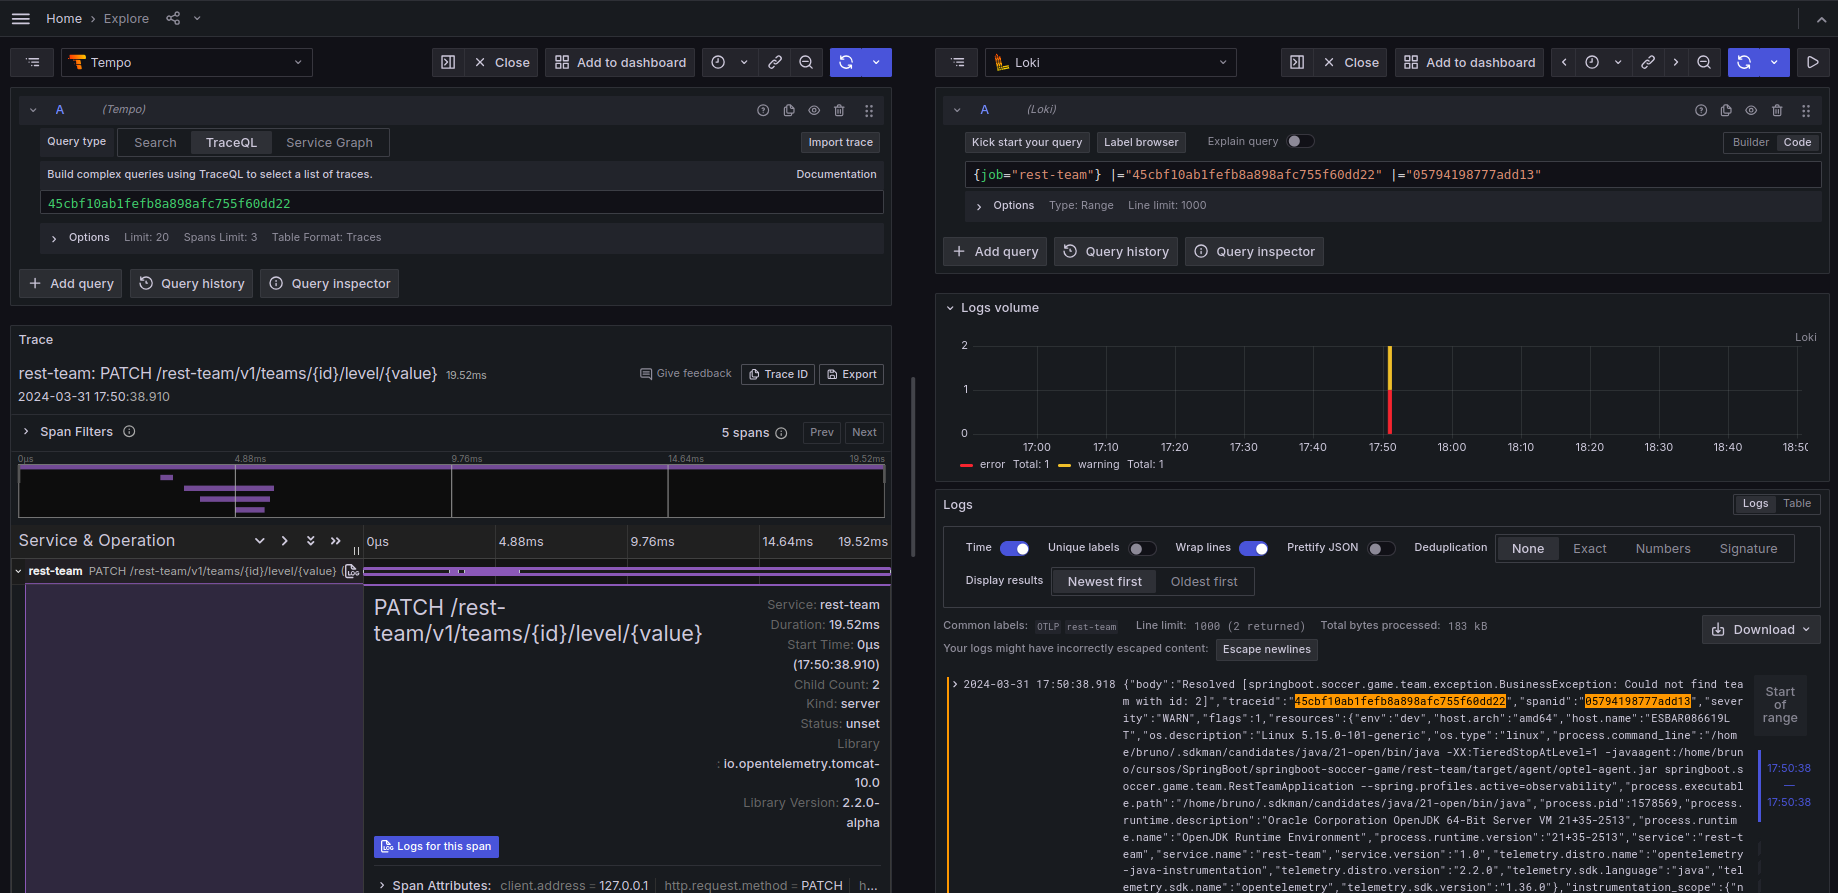 Home › Explore
Tempo
Close
Add to dashboard
A (Tempo)
Query type
Search
TraceQL
Service Graph
Import trace
Build complex queries using TraceQL to select a list of traces.
Documentation
45cbf10ab1fefb8a898afc755f60dd22
Options Limit: 20 Spans Limit: 3 Table Format: Traces
Add query
Query history
Query inspector
Trace
rest-team: PATCH /rest-team/v1/teams/{id}/level/{value} 19.52ms
Give feedback
Trace ID
Export
2024-03-31 17:50:38.910
Span Filters
5 spans
Prev
Next
0μs 4.88ms 9.76ms 14.64ms 19.52ms
Service & Operation
0μs 4.88ms 9.76ms 14.64ms 19.52ms
rest-team PATCH /rest-team/v1/teams/{id}/level/{value} (
PATCH /rest-
team/v1/teams/{id}/level/{value}
Service: rest-team
Duration: 19.52ms
Start Time: 0μs
(17:50:38.910)
Child Count: 2
Kind: server
Status: unset
Library
: io.opentelemetry.tomcat-
10.0
Library Version: 2.2.0-
alpha
Logs for this span
Span Attributes: client.address = 127.0.0.1 http.request.method = PATCH h...
Loki
Close
Add to dashboard
A (Loki)
Kick start your query
Label browser
Explain query
Builder
Code
{job="rest-team"} |="45cbf10ab1fefb8a898afc755f60dd22" |="05794198777add13"
Options Type: Range Line limit: 1000
Add query
Query history
Query inspector
Logs volume
Loki
2
1
0
17:00 17:10 17:20 17:30 17:40 17:50 18:00 18:10 18:20 18:30 18:40 18:50
error Total: 1 warning Total: 1
Logs
Logs
Table
Time
Unique labels
Wrap lines
Prettify JSON
Deduplication
None
Exact
Numbers
Signature
Display results
Newest first
Oldest first
Common labels: OTLP rest-team Line limit: 1000 (2 returned) Total bytes processed: 183 kB
Download
Your logs might have incorrectly escaped content:
Escape newlines
2024-03-31 17:50:38.918 {"body":"Resolved [springboot.soccer.game.team.exception.BusinessException: Could not find tea
m with id: 2]","traceid":"45cbf10ab1fefb8a898afc755f60dd22","spanid":"05794198777add13","sever
ity":"WARN","flags":1,"resources":{"env":"dev","host.arch":"amd64","host.name":"ESBAR086619L
T","os.description":"Linux 5.15.0-101-generic","os.type":"linux","process.command_line":"/hom
e/bruno/.sdkman/candidates/java/21-open/bin/java -XX:TieredStopAtLevel=1 -javaagent:/home/brun
o/cursos/SpringBoot/springboot-soccer-game/rest-team/target/agent/optel-agent.jar springboot.s
occer.game.team.RestTeamApplication --spring.profiles.active=observability","process.executabl
e.path":"/home/bruno/.sdkman/candidates/java/21-open/bin/java","process.pid":1578569,"process.
runtime.description":"Oracle Corporation OpenJDK 64-Bit Server VM 21+35-2513","process.runtim
e.name":"OpenJDK Runtime Environment","process.runtime.version":"21+35-2513","service":"rest-t
eam","service.name":"rest-team","service.version":"1.0","telemetry.distro.name":"opentelemetry
-java-instrumentation","telemetry.distro.version":"2.2.0","telemetry.sdk.language":"java","tel
emetry.sdk.name":"opentelemetry","telemetry.sdk.version":"1.36.0"},"instrumentation_scope":{"n
Start
of
range
17:50:38
—
17:50:38